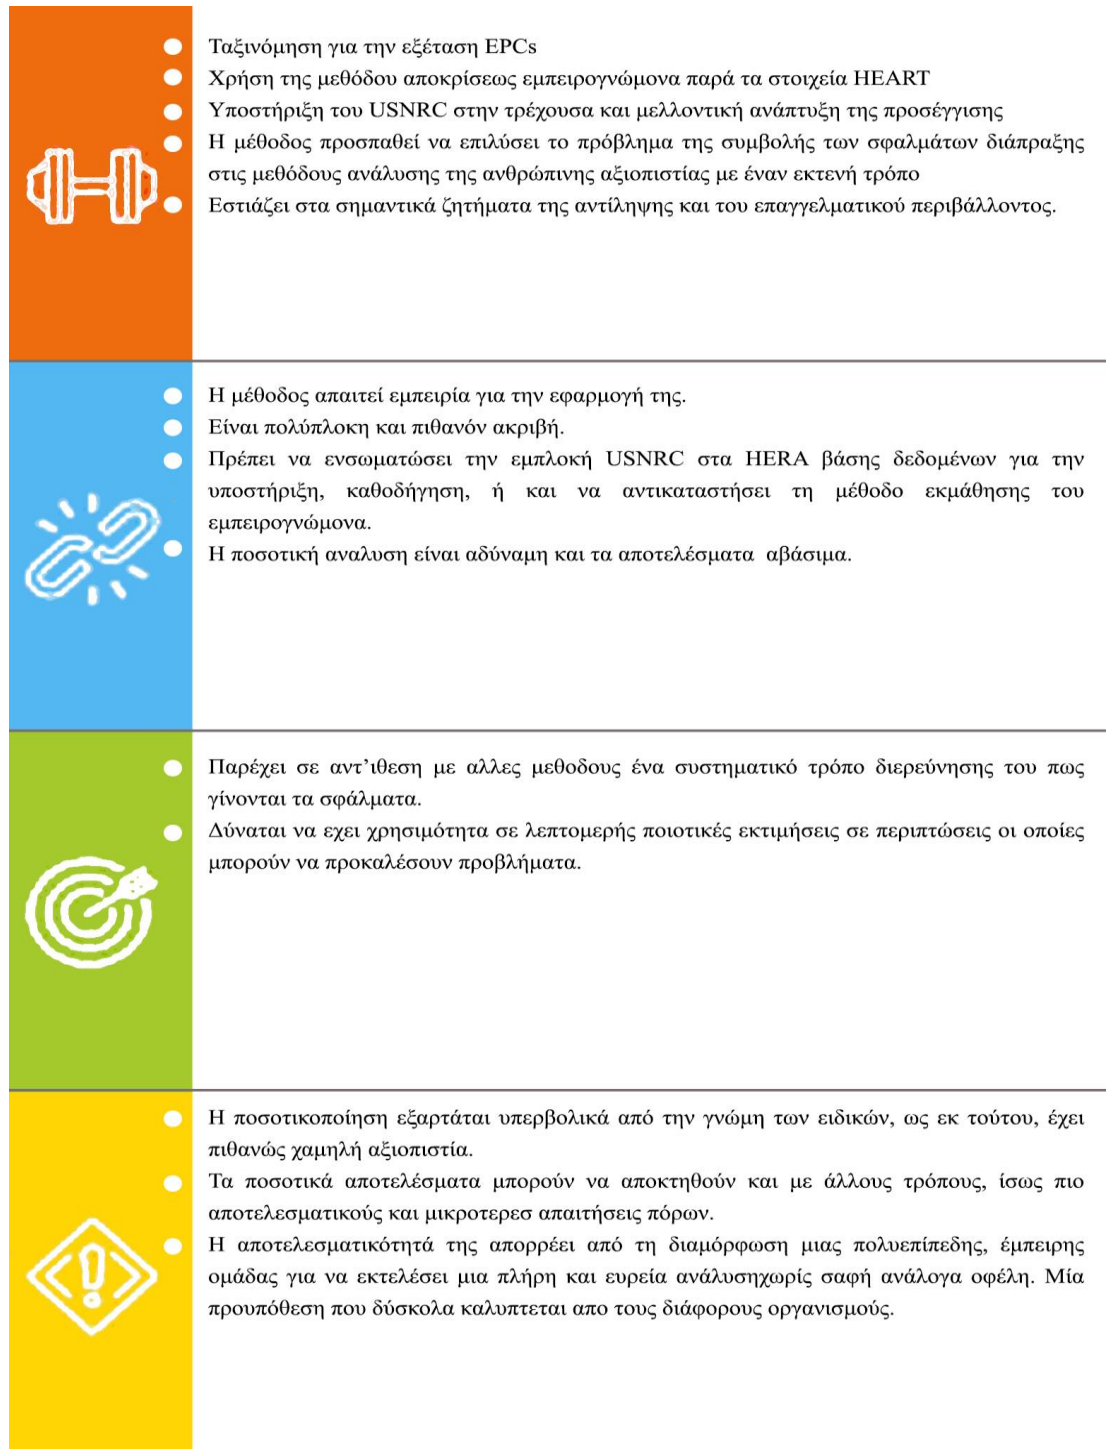 Ταξινόμηση για την εξέταση EPCs
Χρήση της μεθόδου αποκρίσεως εμπειρογνώμονα παρά τα στοιχεία HEART
Υποστήριξη του USNRC στην τρέχουσα και μελλοντική ανάπτυξη της προσέγγισης
Η μέθοδος προσπαθεί να επιλύσει το πρόβλημα της συμβολής των σφαλμάτων διάπραξης
στις μεθόδους ανάλυσης της ανθρώπινης αξιοπιστίας με έναν εκτενή τρόπο
Εστιάζει στα σημαντικά ζητήματα της αντίληψης και του επαγγελματικού περιβάλλοντος.
Η μέθοδος απαιτεί εμπειρία για την εφαρμογή της.
Είναι πολύπλοκη και πιθανόν ακριβή.
Πρέπει να ενσωματώσει την εμπλοκή USNRC στα HERA βάσης δεδομένων για την
υποστήριξη, καθοδήγηση, ή και να αντικαταστήσει τη μέθοδο εκμάθησης του
εμπειρογνώμονα.
Η ποσοτική αναλυση είναι αδύναμη και τα αποτελέσματα αβάσιμα.
Παρέχει σε αντ’ιθεση με αλλες μεθοδους ένα συστηματικό τρόπο διερεύνησης του πως
γίνονται τα σφάλματα.
Δύναται να εχει χρησιμότητα σε λεπτομερής ποιοτικές εκτιμήσεις σε περιπτώσεις οι οποίες
μπορούν να προκαλέσουν προβλήματα.
Η ποσοτικοποίηση εξαρτάται υπερβολικά από την γνώμη των ειδικών, ως εκ τούτου, έχει
πιθανώς χαμηλή αξιοπιστία.
Τα ποσοτικά αποτελέσματα μπορούν να αποκτηθούν και με άλλους τρόπους, ίσως πιο
αποτελεσματικούς και μικροτερεσ απαιτήσεις πόρων.
Η αποτελεσματικότητά της απορρέει από τη διαμόρφωση μιας πολυεπίπεδης, έμπειρης
ομάδας για να εκτελέσει μια πλήρη και ευρεία ανάλυσηχωρίς σαφή ανάλογα οφέλη. Μία
προυπόθεση που δύσκολα καλυπτεται απο τους διάφορους οργανισμούς.